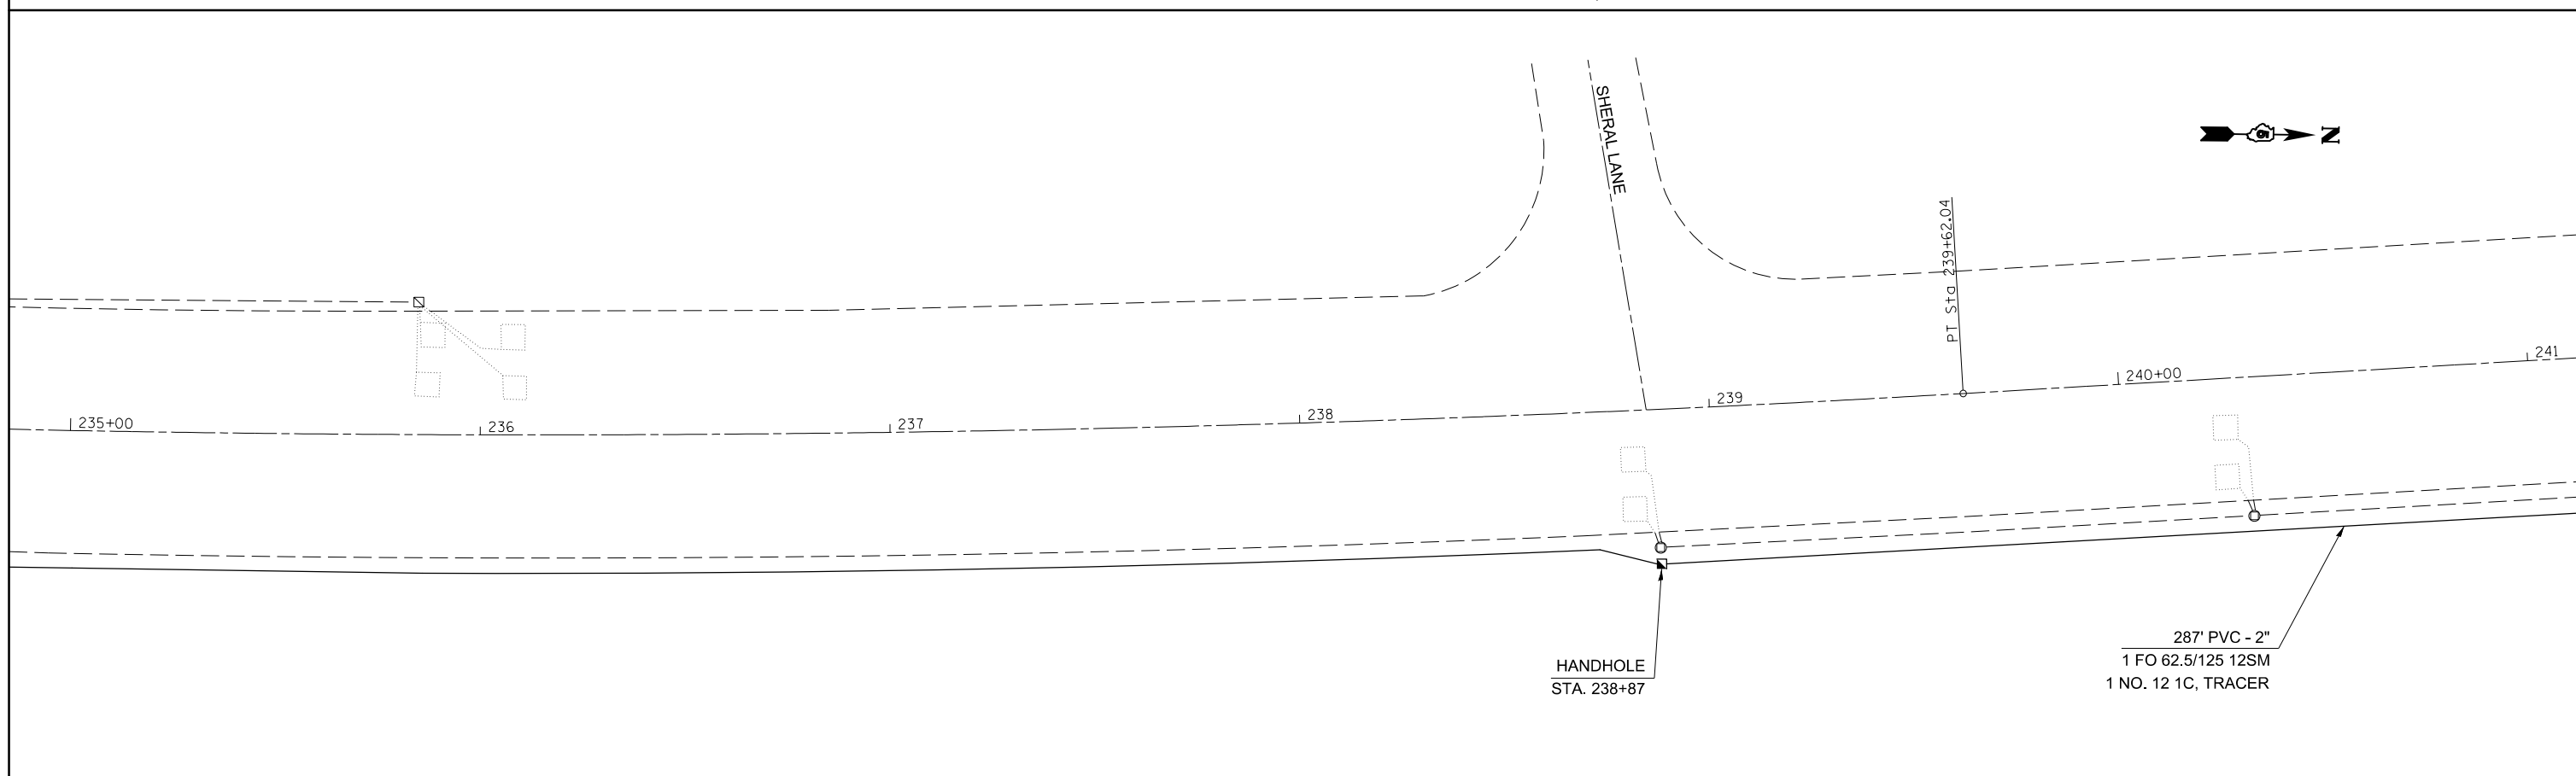 SHERAL LANE
N
PT Sta 239+62.04
235+00
236
237
238
239
240+00
241
HANDHOLE
STA. 238+87
287' PVC - 2"
1 FO 62.5/125 12SM
1 NO. 12 1C, TRACER